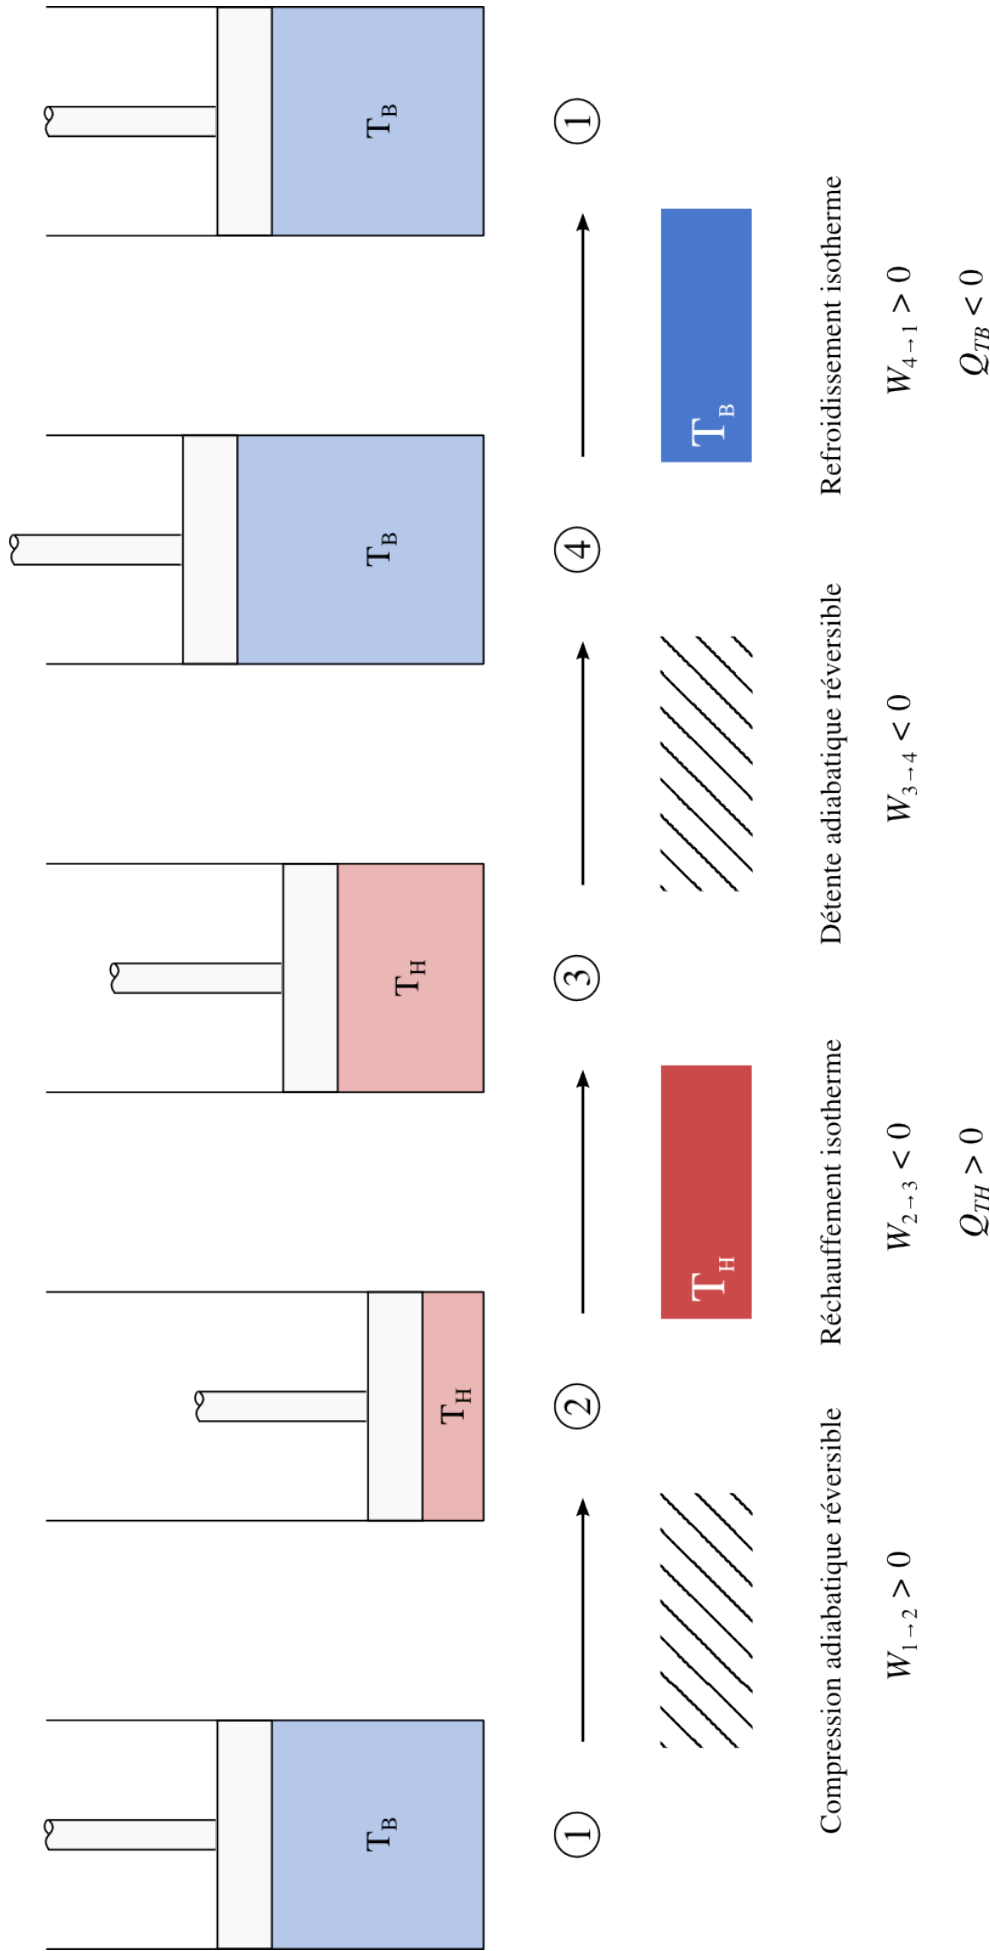 T_B
T_H
T_H
T_B
T_B
①
②
③
④
①
T_H
T_B
Compression adiabatique réversible
Réchauffement isotherme
Détente adiabatique réversible
Refroidissement isotherme
W_{1→2} > 0
W_{2→3} < 0
W_{3→4} < 0
W_{4→1} > 0
Q_{TH} > 0
Q_{TB} < 0